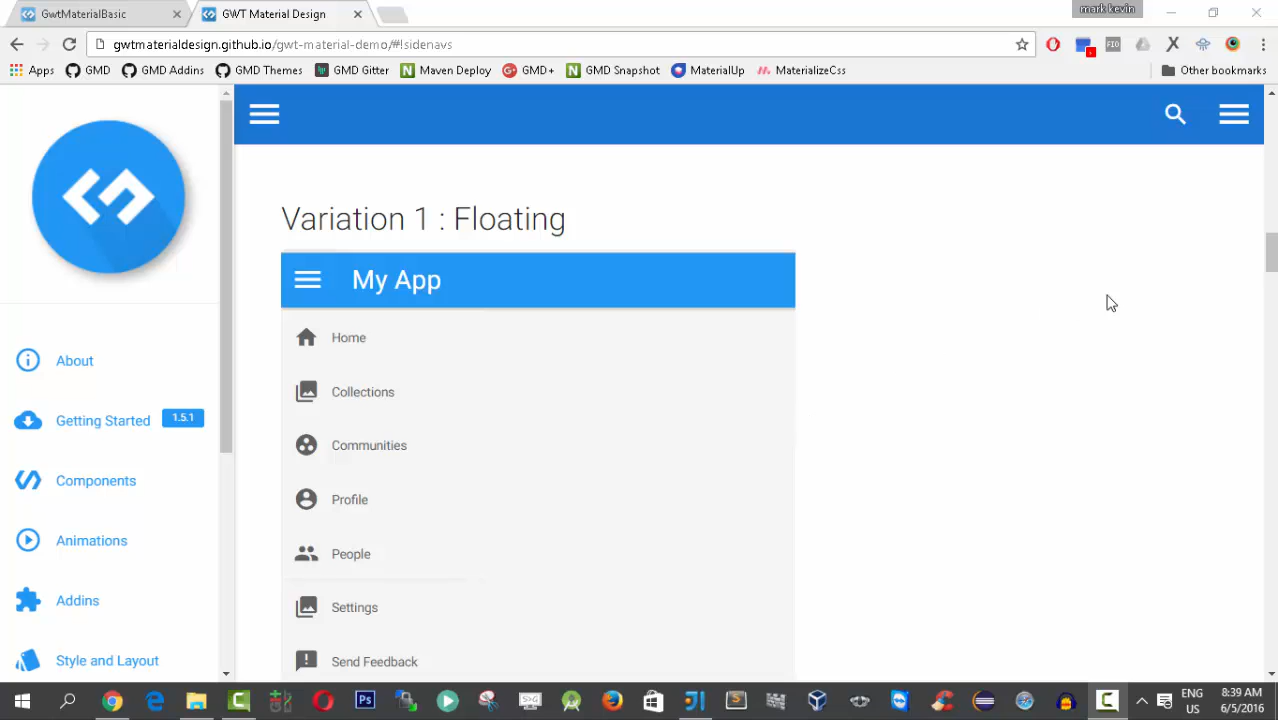 GwtMaterialBasic
GWT Material Design
mark kevin
gwtmaterialdesign.github.io/gwt-material-demo/#!sidenavs
Apps
GMD
GMD Addins
GMD Themes
GMD Gitter
Maven Deploy
GMD+
GMD Snapshot
MaterialUp
MaterializeCss
Other bookmarks
About
Getting Started
1.5.1
Components
Animations
Addins
Style and Layout
Variation 1 : Floating
My App
Home
Collections
Communities
Profile
People
Settings
Send Feedback
ENG
US
8:39 AM
6/5/2016